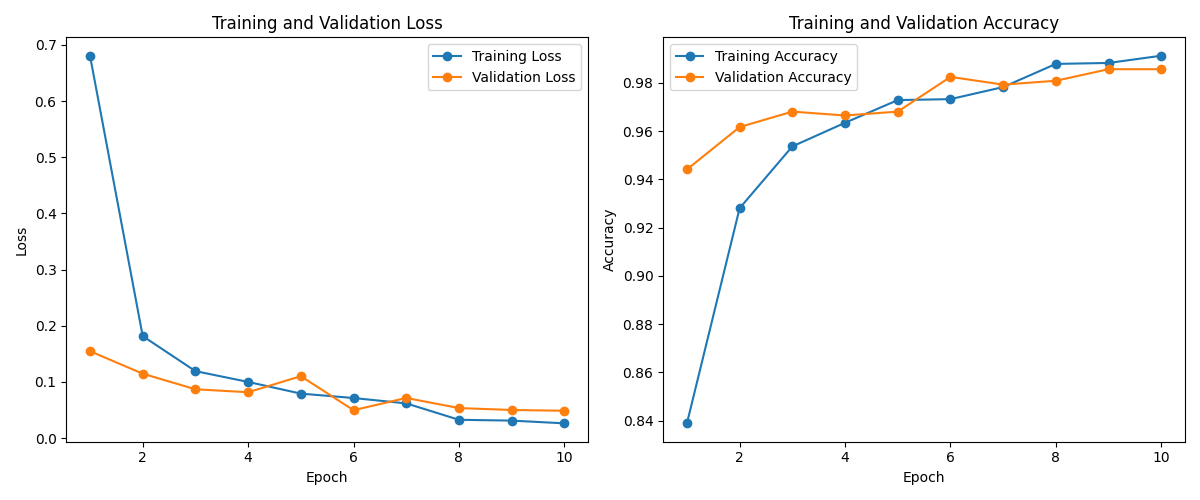 Training and Validation Loss
0.7
0.6
0.5
0.4
0.3
0.2
0.1
0.0
Loss
2
4
6
8
10
Epoch
Training Loss
Validation Loss
Training and Validation Accuracy
0.98
0.96
0.94
0.92
0.90
0.88
0.86
0.84
Accuracy
2
4
6
8
10
Epoch
Training Accuracy
Validation Accuracy